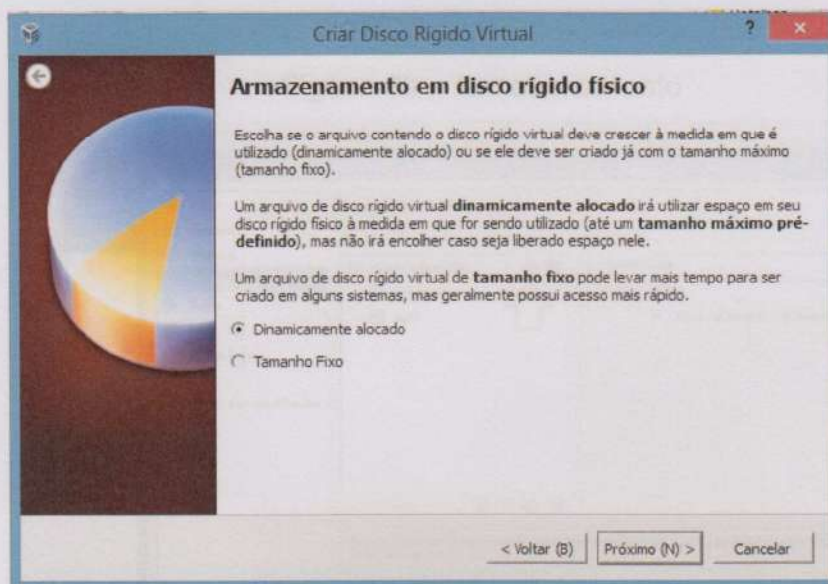 Criar Disco Rígido Virtual
?
Armazenamento em disco rígido físico
Escolha se o arquivo contendo o disco rígido virtual deve crescer à medida em que é
utilizado (dinamicamente alocado) ou se ele deve ser criado já com o tamanho máximo
(tamanho fixo).
Um arquivo de disco rígido virtual dinamicamente alocado irá utilizar espaço em seu
disco rígido físico à medida em que for sendo utilizado (até um tamanho máximo pré-
definido), mas não irá encolher caso seja liberado espaço nele.
Um arquivo de disco rígido virtual de tamanho fixo pode levar mais tempo para ser
criado em alguns sistemas, mas geralmente possui acesso mais rápido.
Dinamicamente alocado
Tamanho Fixo
< Voltar (B) Próximo (N) > Cancelar